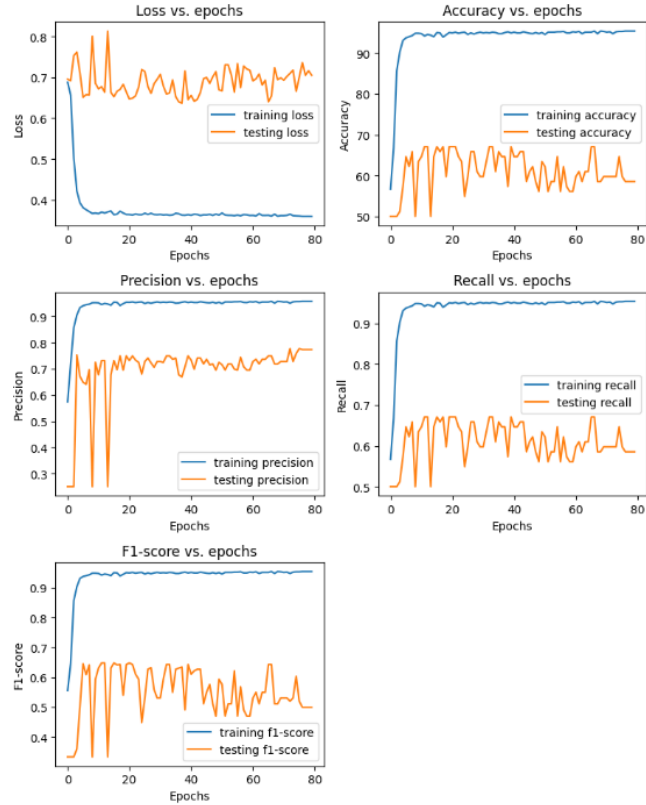 Loss vs. epochs
0.8
0.7
0.6
0.5
0.4
Loss
training loss
testing loss
0 20 40 60 80
Epochs
Accuracy vs. epochs
90
80
70
60
50
Accuracy
training accuracy
testing accuracy
0 20 40 60 80
Epochs
Precision vs. epochs
0.9
0.8
0.7
0.6
0.5
0.4
0.3
Precision
training precision
testing precision
0 20 40 60 80
Epochs
Recall vs. epochs
0.9
0.8
0.7
0.6
0.5
Recall
training recall
testing recall
0 20 40 60 80
Epochs
F1-score vs. epochs
0.9
0.8
0.7
0.6
0.5
0.4
F1-score
training f1-score
testing f1-score
0 20 40 60 80
Epochs